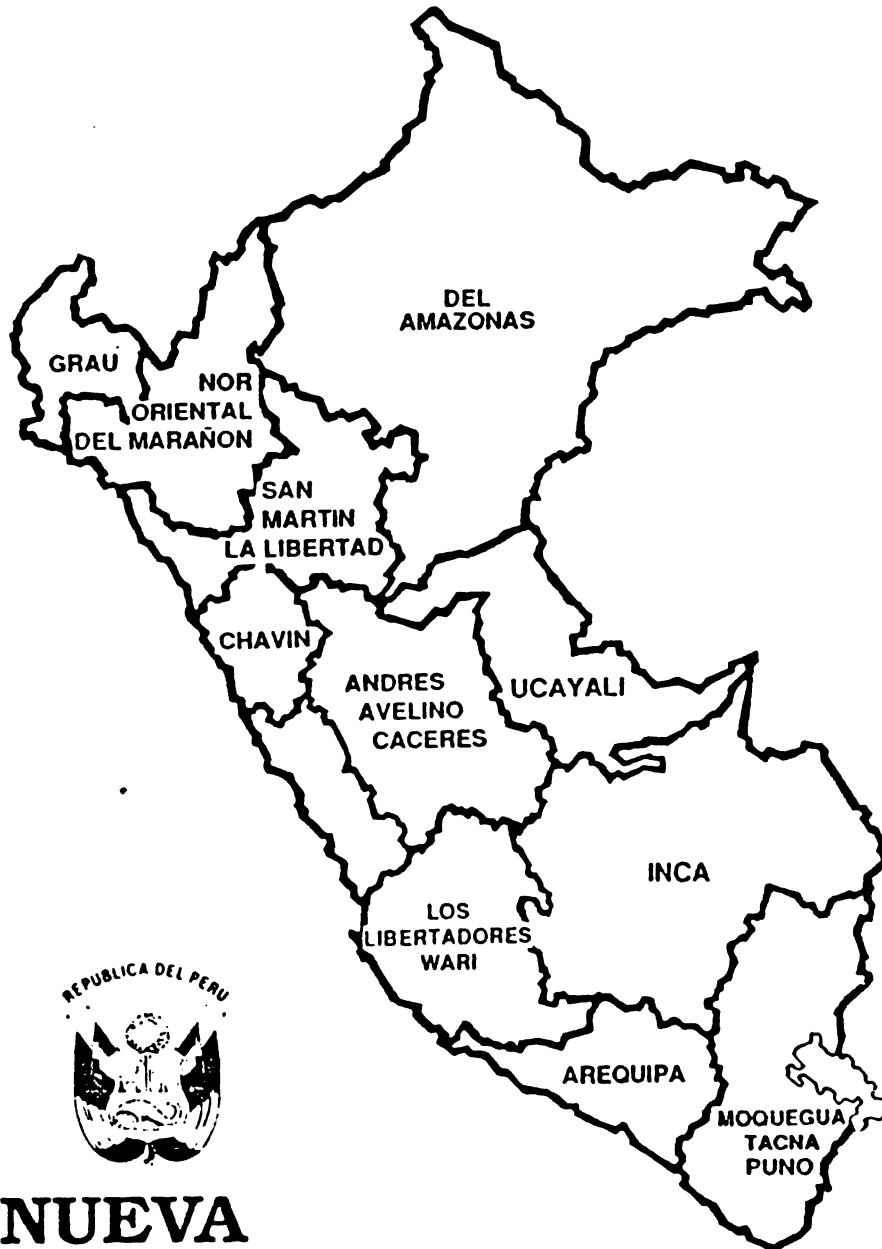 DEL
AMAZONAS
GRAU
NOR
ORIENTAL
DEL MARAÑON
SAN
MARTIN
LA LIBERTAD
CHAVIN
ANDRES
AVELINO
CACERES
UCAYALI
INCA
LOS
LIBERTADORES
WARI
AREQUIPA
MOQUEGUA
TACNA
PUNO
REPUBLICA DEL PERU
NUEVA